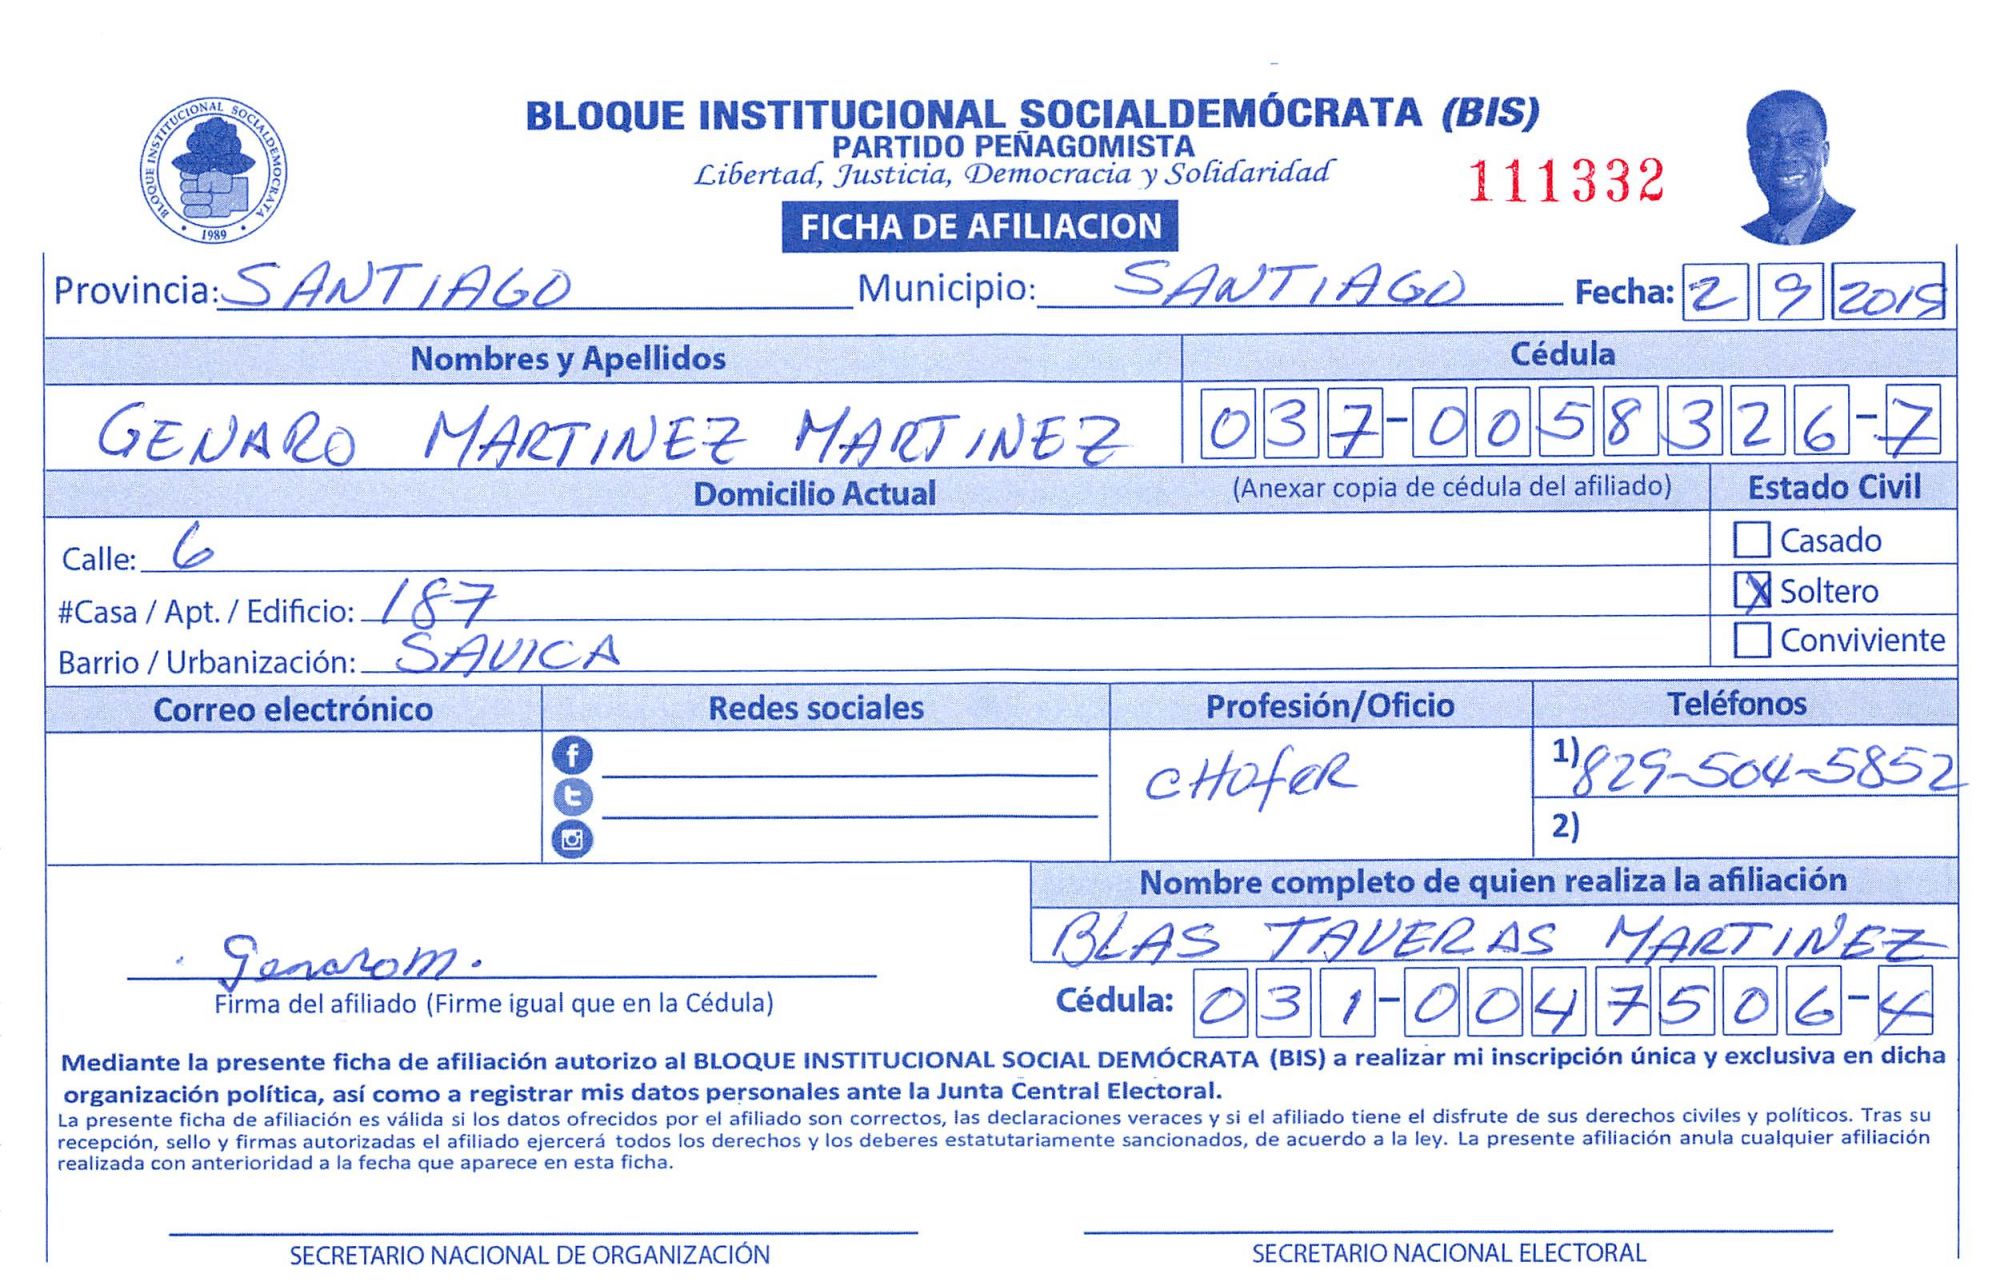 BLOQUE INSTITUCIONAL SOCIALDEMOCRATA
1989
BLOQUE INSTITUCIONAL SOCIALDEMÓCRATA (BIS)
PARTIDO PEÑAGOMISTA
Libertad, Justicia, Democracia y Solidaridad
111332
FICHA DE AFILIACION
Provincia: SANTIAGO Municipio: SANTIAGO Fecha: 2 9 2019
Nombres y Apellidos Cédula
GENARO MARTINEZ MARTINEZ 037-0058326-7
Domicilio Actual (Anexar copia de cédula del afiliado) Estado Civil
Calle: 6 Casado
#Casa / Apt. / Edificio: 187 X Soltero
Barrio / Urbanización: SAVICA Conviviente
Correo electrónico Redes sociales Profesión/Oficio Teléfonos
CHOfeR 1) 829-504-5852
2)
Nombre completo de quien realiza la afiliación
BLAS TAVERAS MARTINEZ
Genarom.
Firma del afiliado (Firme igual que en la Cédula) Cédula: 031-0047506-4
Mediante la presente ficha de afiliación autorizo al BLOQUE INSTITUCIONAL SOCIAL DEMÓCRATA (BIS) a realizar mi inscripción única y exclusiva en dicha
organización política, así como a registrar mis datos personales ante la Junta Central Electoral.
La presente ficha de afiliación es válida si los datos ofrecidos por el afiliado son correctos, las declaraciones veraces y si el afiliado tiene el disfrute de sus derechos civiles y políticos. Tras su
recepción, sello y firmas autorizadas el afiliado ejercerá todos los derechos y los deberes estatutariamente sancionados, de acuerdo a la ley. La presente afiliación anula cualquier afiliación
realizada con anterioridad a la fecha que aparece en esta ficha.
SECRETARIO NACIONAL DE ORGANIZACIÓN SECRETARIO NACIONAL ELECTORAL